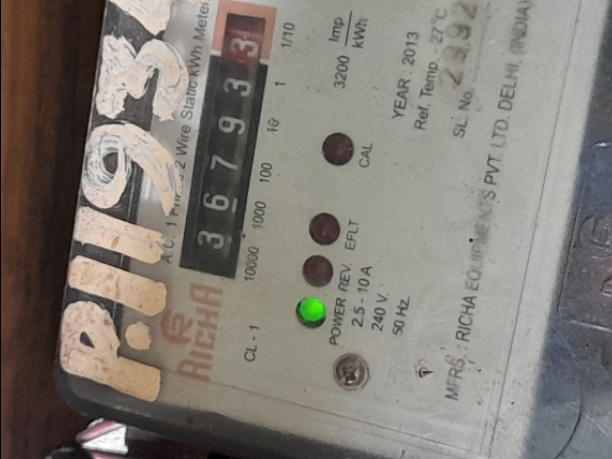 P.11932
A.C. 1 Ph 2 Wire Static kWh Meter
3 6 7 9 3 3
10000 1000 100 10 1 1/10
RICHA
CL - 1
3200 Imp/kWh
CAL
EFLT
REV.
POWER
2.5 - 10 A
240 V.
50 Hz
YEAR : 2013
Ref. Temp. 27°C
SL. No.
MFRS. : RICHA EQUIPMENTS PVT. LTD. DELHI, (INDIA)